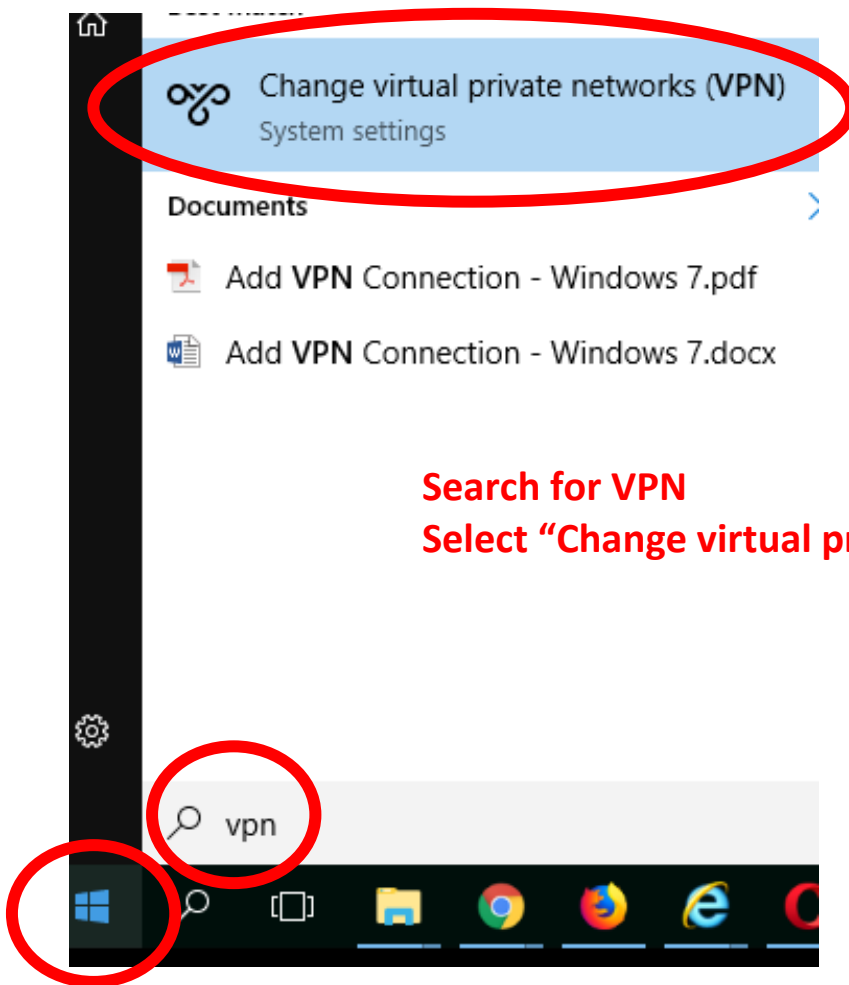 Change virtual private networks (VPN)
System settings
Documents
Add VPN Connection - Windows 7.pdf
Add VPN Connection - Windows 7.docx
Search for VPN
Select “Change virtual
vpn